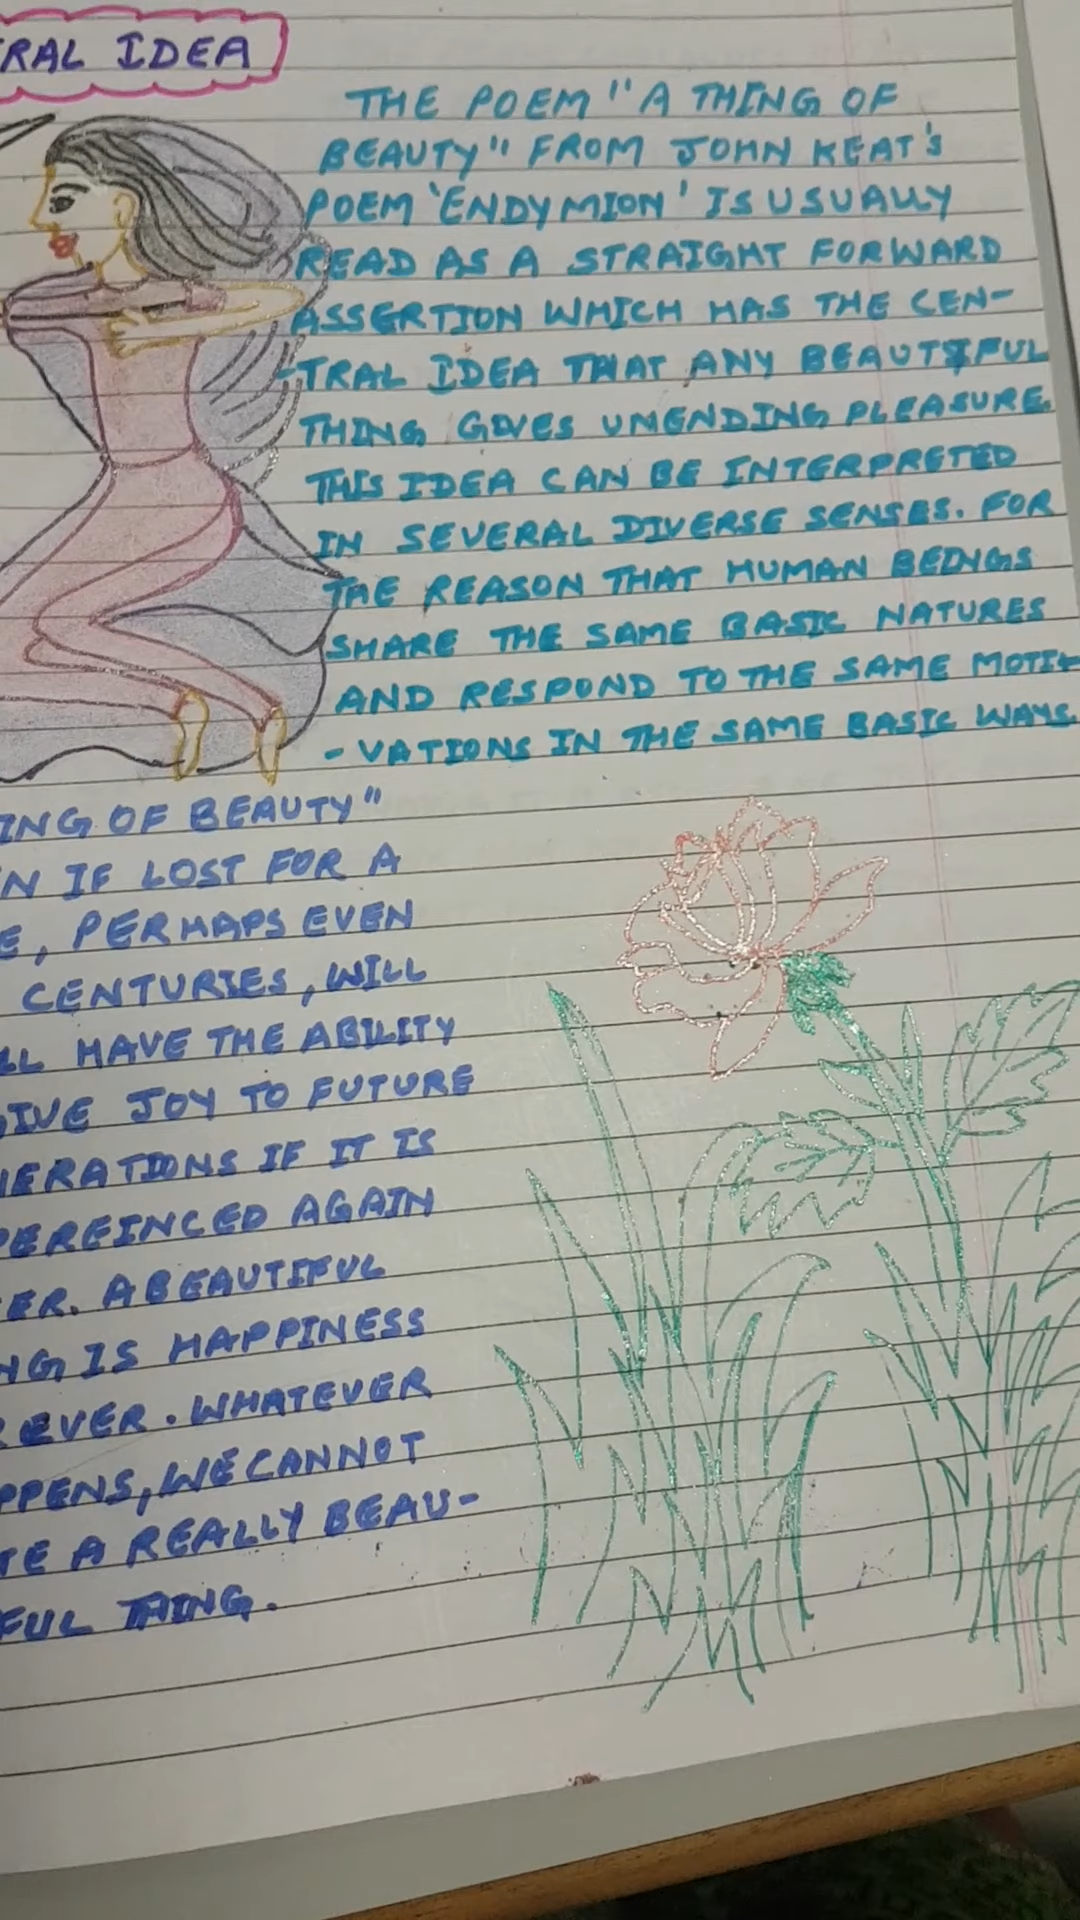 RAL IDEA
THE POEM "A THING OF
BEAUTY" FROM JOHN KEAT'S
POEM 'ENDYMION' IS USUALLY
READ AS A STRAIGHT FORWARD
ASSERTION WHICH HAS THE CEN-
-TRAL IDEA THAT ANY BEAUTIFUL
THING GIVES UNENDING PLEASURE.
THIS IDEA CAN BE INTERPRETED
IN SEVERAL DIVERSE SENSES. FOR
THE REASON THAT HUMAN BEINGS
SHARE THE SAME BASIC NATURES
AND RESPOND TO THE SAME MOTI-
-VATIONS IN THE SAME BASIC WAYS.
ING OF BEAUTY"
N IF LOST FOR A
E, PERHAPS EVEN
CENTURIES, WILL
LL HAVE THE ABILITY
GIVE JOY TO FUTURE
NERATIONS IF IT IS
PEREINCED AGAIN
ER. A BEAUTIFUL
NG IS HAPPINESS
REVER. WHATEVER
PPENS, WE CANNOT
TE A REALLY BEAU-
FUL THING.